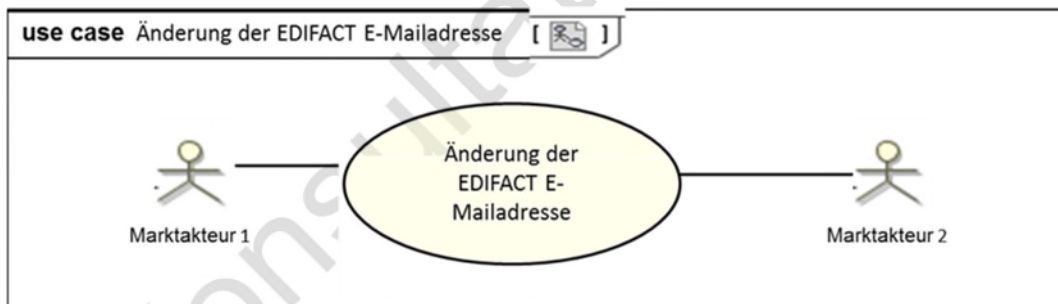 use case Änderung der EDIFACT E-Mailadresse [ ]
Änderung der
EDIFACT E-
Mailadresse
Marktakteur 1
Marktakteur 2